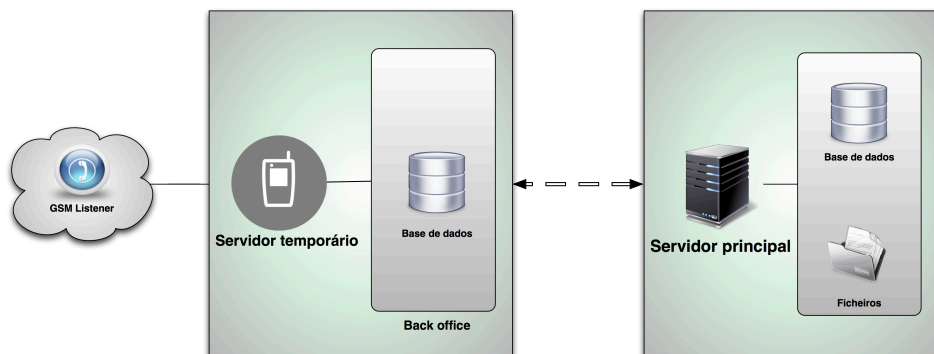 GSM Listener
Servidor temporário
Base de dados
Back office
Servidor principal
Base de dados
Ficheiros